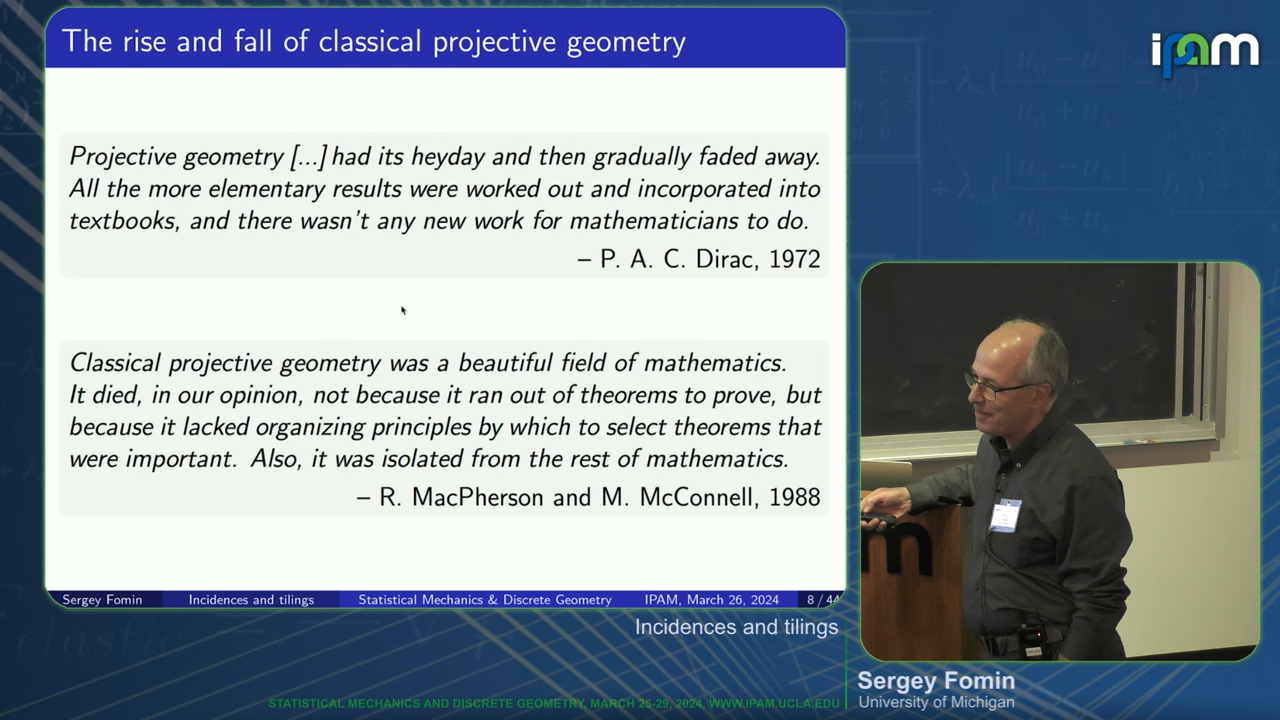 The rise and fall of classical projective geometry
Projective geometry [...] had its heyday and then gradually faded away.
All the more elementary results were worked out and incorporated into
textbooks, and there wasn't any new work for mathematicians to do.
– P. A. C. Dirac, 1972
Classical projective geometry was a beautiful field of mathematics.
It died, in our opinion, not because it ran out of theorems to prove, but
because it lacked organizing principles by which to select theorems that
were important. Also, it was isolated from the rest of mathematics.
– R. MacPherson and M. McConnell, 1988
Sergey Fomin Incidences and tilings Statistical Mechanics & Discrete Geometry IPAM, March 26, 2024 8 / 44
ipam
Incidences and tilings
Sergey Fomin
University of Michigan
STATISTICAL MECHANICS AND DISCRETE GEOMETRY, MARCH 25-29, 2024, WWW.IPAM.UCLA.EDU